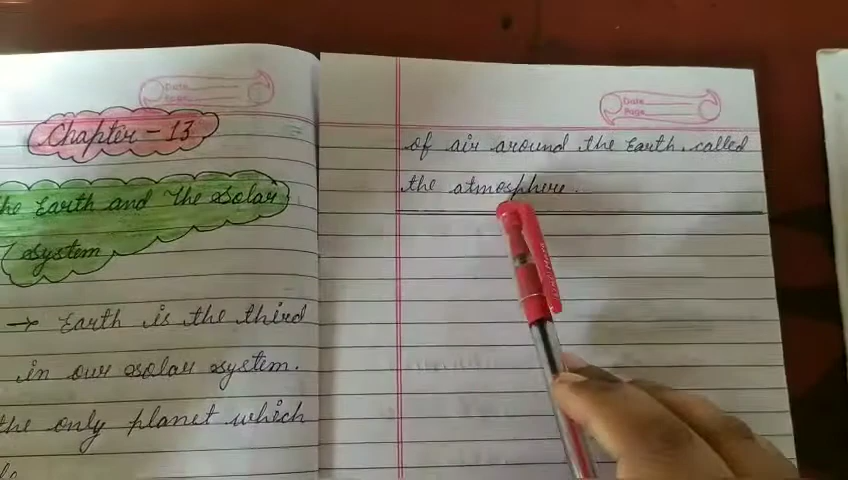 Date
Page
Chapter - 13
The Earth and The Solar
system
→ Earth is the third
in our solar system.
the only planet which
Date
Page
of air around the Earth, called
the atmosphere.